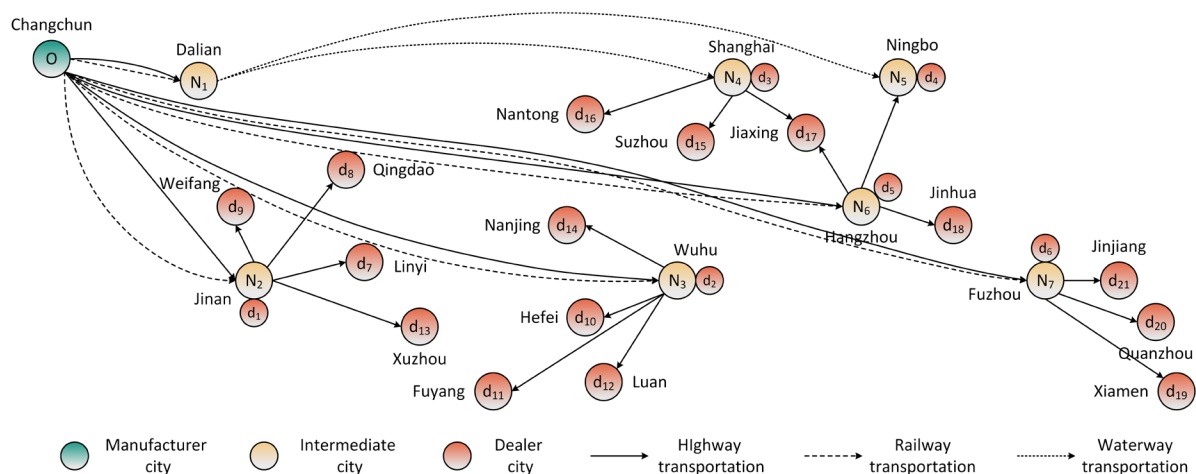 Changchun
O
Dalian
N1
Shanghai
N4
d3
Ningbo
N5
d4
Nantong
d16
Suzhou
d15
Jiaxing
d17
Weifang
d9
d8
Qingdao
d5
N6
Hangzhou
Jinhua
d18
Nanjing
d14
Wuhu
N3
d2
d7
Linyi
N2
Jinan
d1
d6
N7
Fuzhou
Jinjiang
d21
Hefei
d10
d13
Xuzhou
d20
Quanzhou
Fuyang
d11
d12
Luan
Xiamen
d19
Manufacturer
city
Intermediate
city
Dealer
city
HIghway
transportation
Railway
transportation
Waterway
transportation